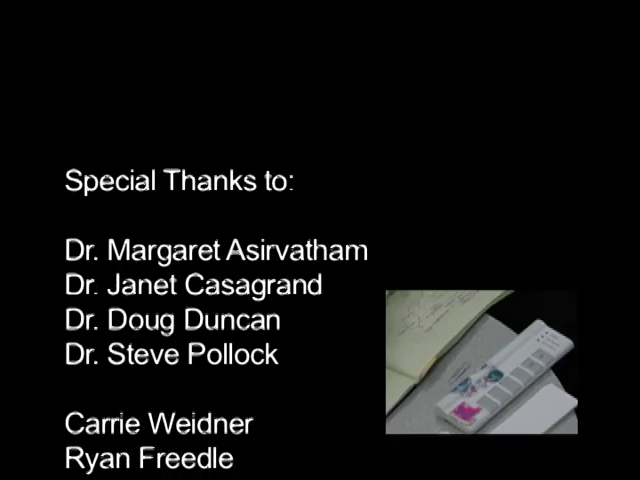 Special Thanks to:
Dr. Margaret Asirvatham
Dr. Janet Casagrand
Dr. Doug Duncan
Dr. Steve Pollock
Carrie Weidner
Ryan Freedle